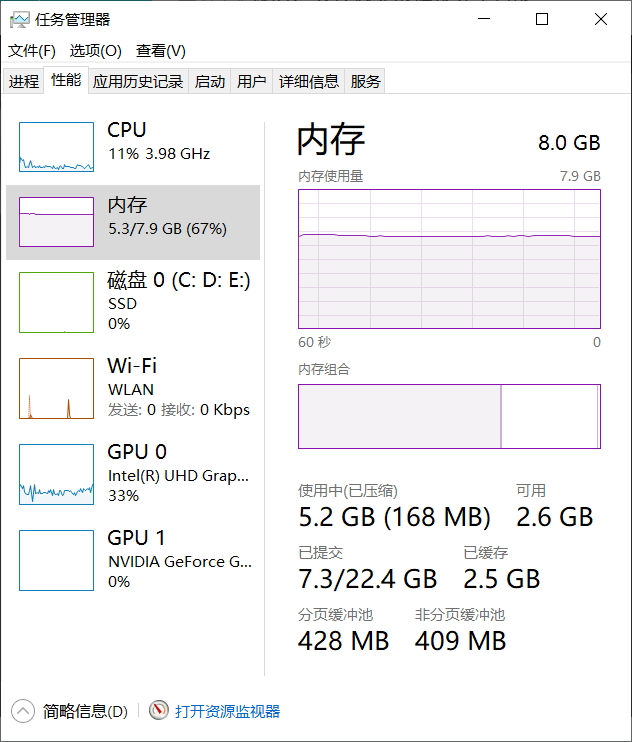 任务管理器
文件(F) 选项(O) 查看(V)
进程 性能 应用历史记录 启动 用户 详细信息 服务
CPU
11% 3.98 GHz
内存
5.3/7.9 GB (67%)
磁盘 0 (C: D: E:)
SSD
0%
Wi-Fi
WLAN
发送: 0 接收: 0 Kbps
GPU 0
Intel(R) UHD Grap...
33%
GPU 1
NVIDIA GeForce G...
0%
内存 8.0 GB
内存使用量 7.9 GB
60 秒 0
内存组合
使用中(已压缩) 可用
5.2 GB (168 MB) 2.6 GB
已提交 已缓存
7.3/22.4 GB 2.5 GB
分页缓冲池 非分页缓冲池
428 MB 409 MB
简略信息(D) 打开资源监视器